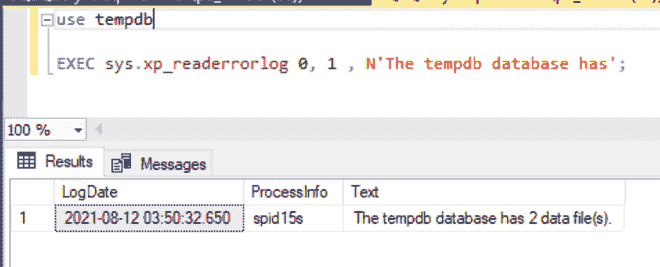 use tempdb
EXEC sys.xp_readerrorlog 0, 1 , N'The tempdb database has';
100 %
Results Messages
LogDate ProcessInfo Text
1 2021-08-12 03:50:32.650 spid15s The tempdb database has 2 data file(s).